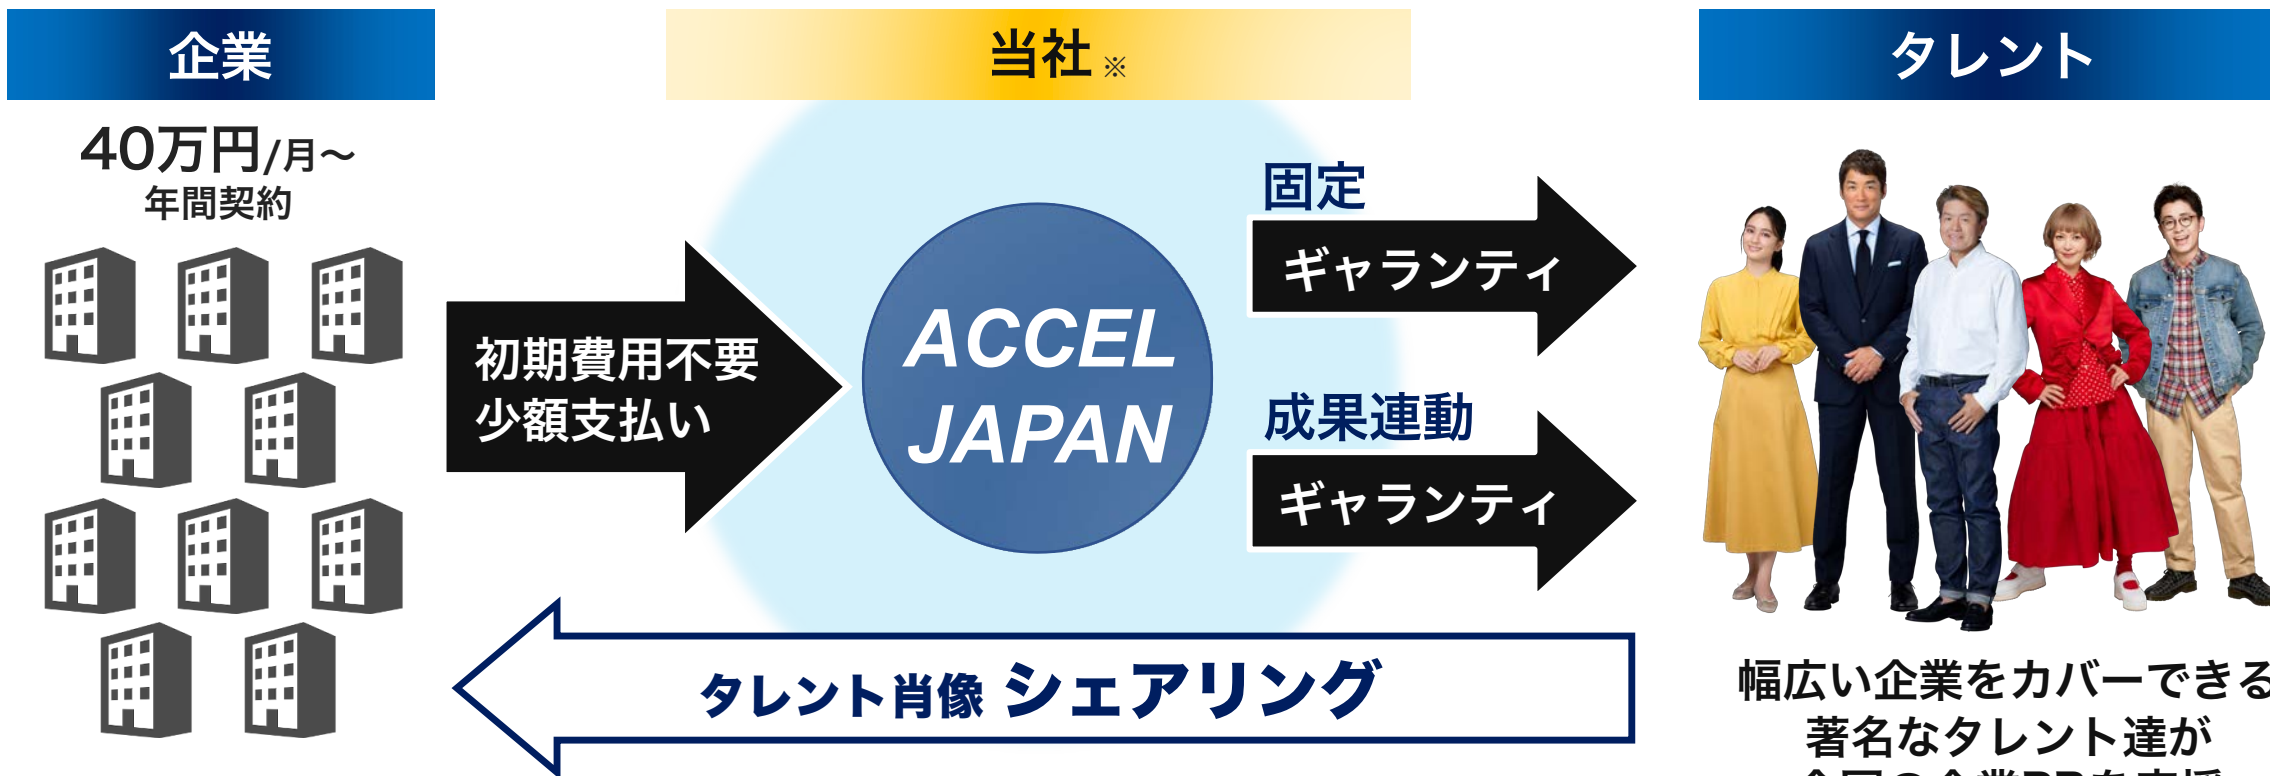 企業
40万円/月～
年間契約
初期費用不要
少額支払い
当社※
ACCEL
JAPAN
固定
ギャランティ
成果連動
ギャランティ
タレント肖像 シェアリング
タレント
幅広い企業をカバーできる
著名なタレント達が